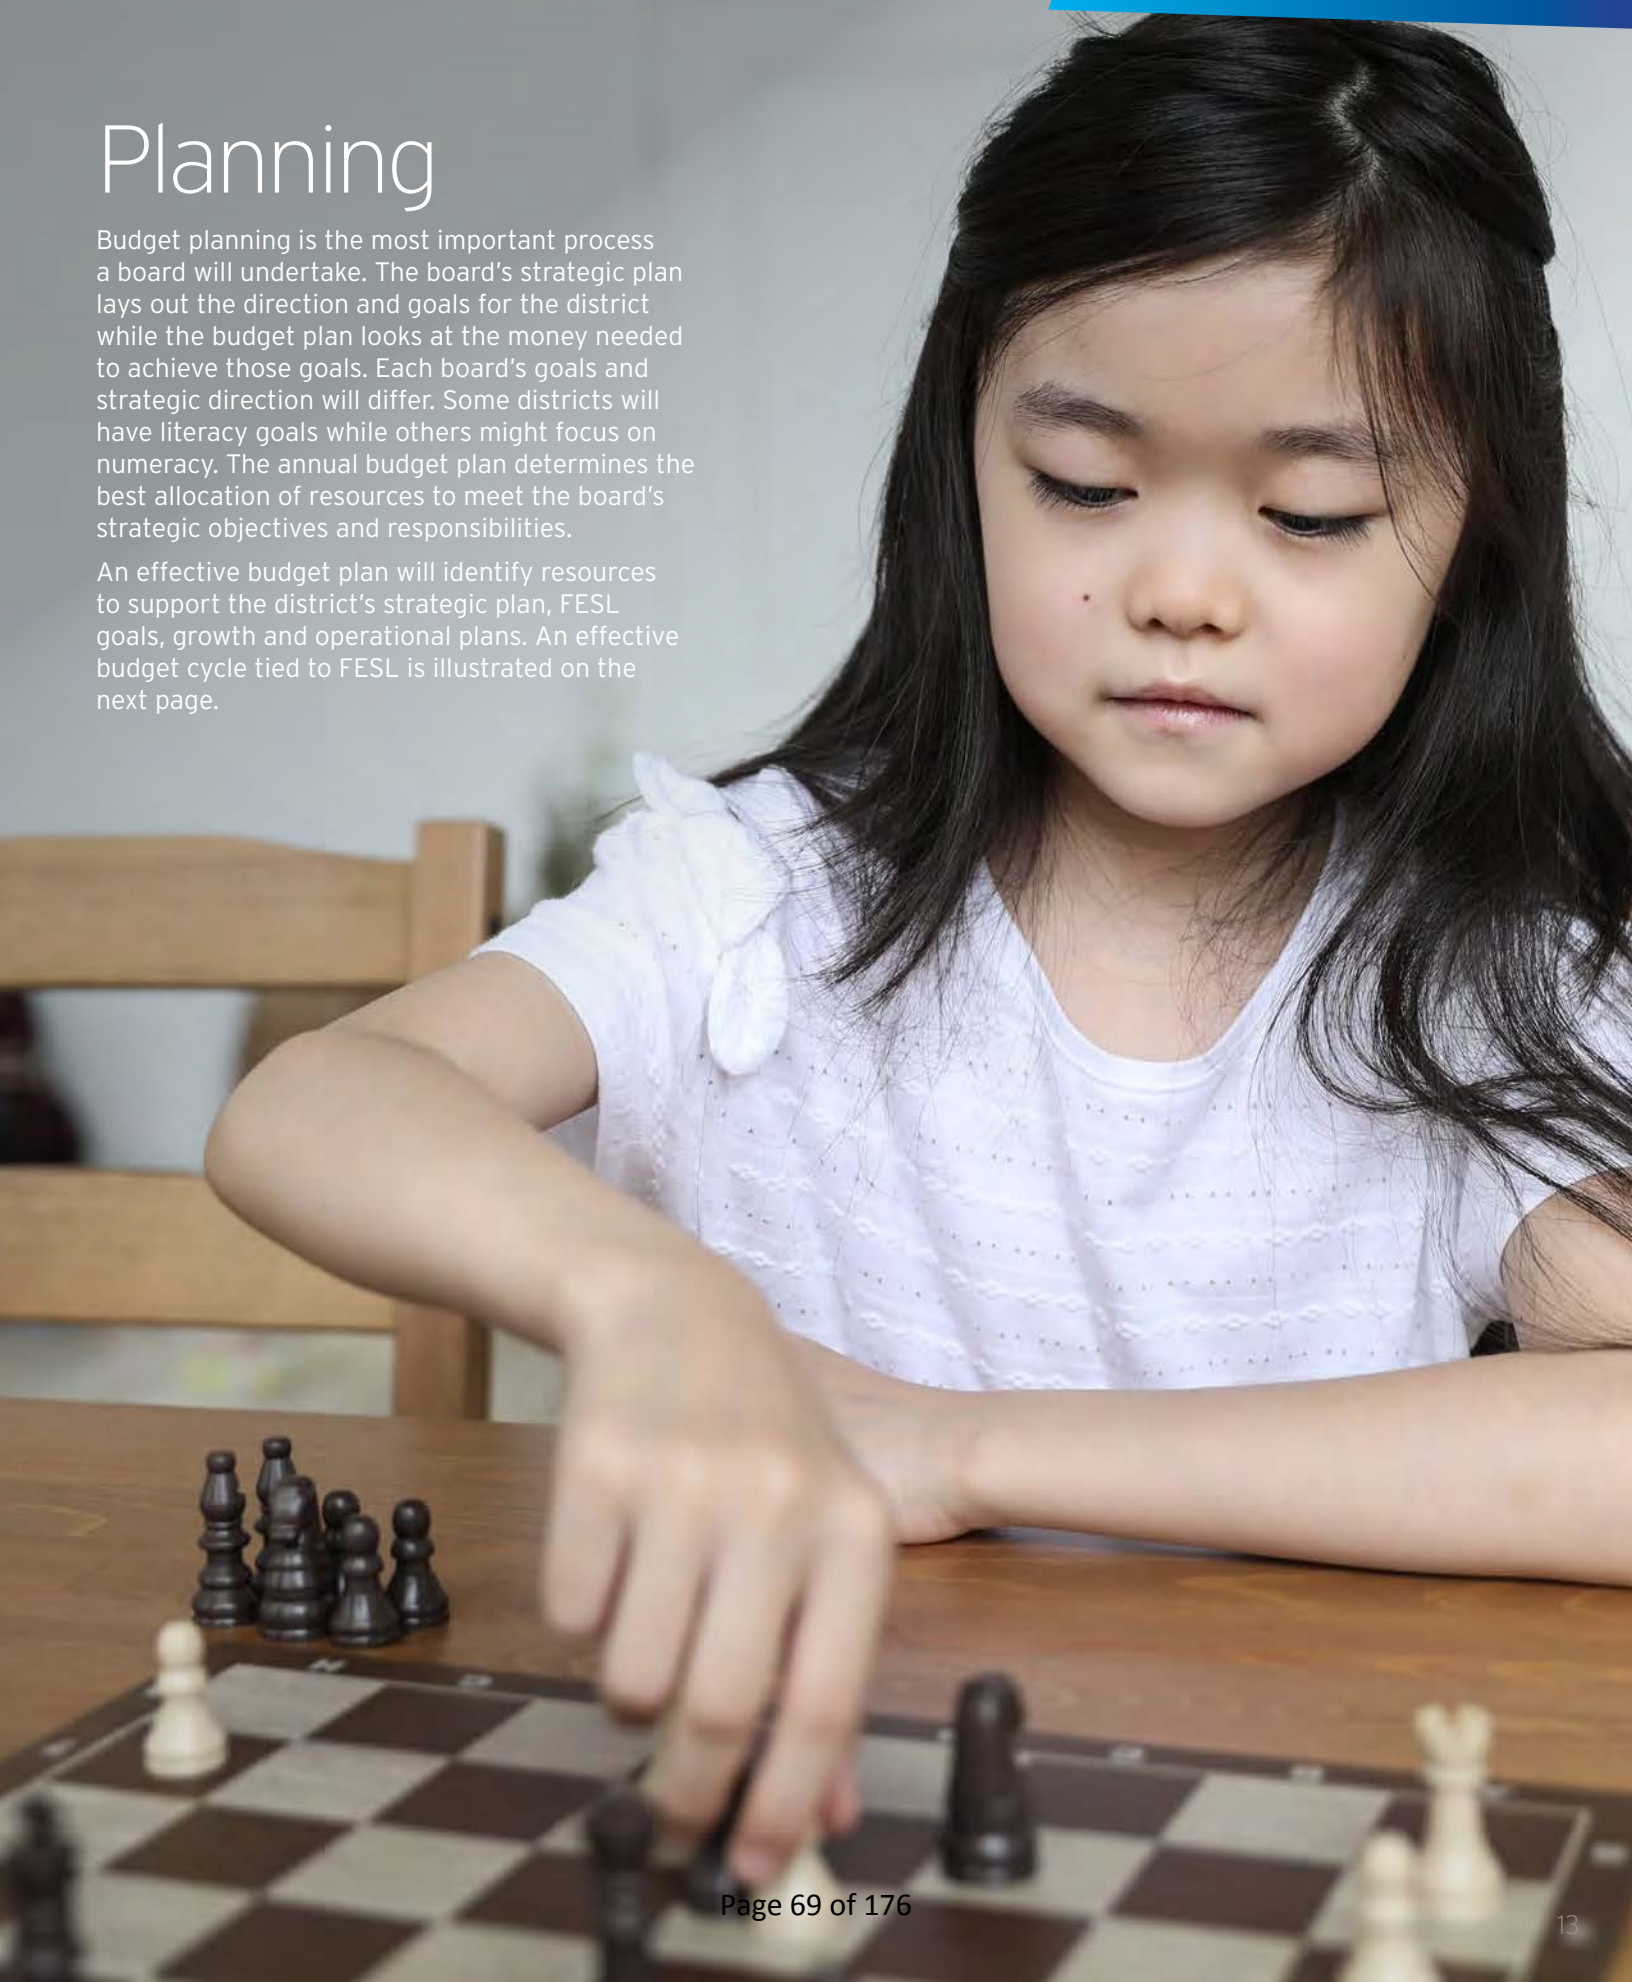 Planning
Budget planning is the most important process
a board will undertake. The board's strategic plan
lays out the direction and goals for the district
while the budget plan looks at the money needed
to achieve those goals. Each board's goals and
strategic direction will differ. Some districts will
have literacy goals while others might focus on
numeracy. The annual budget plan determines the
best allocation of resources to meet the board's
strategic objectives and responsibilities.
An effective budget plan will identify resources
to support the district's strategic plan, FESL
goals, growth and operational plans. An effective
budget cycle tied to FESL is illustrated on the
next page.
Page 69 of 176
13